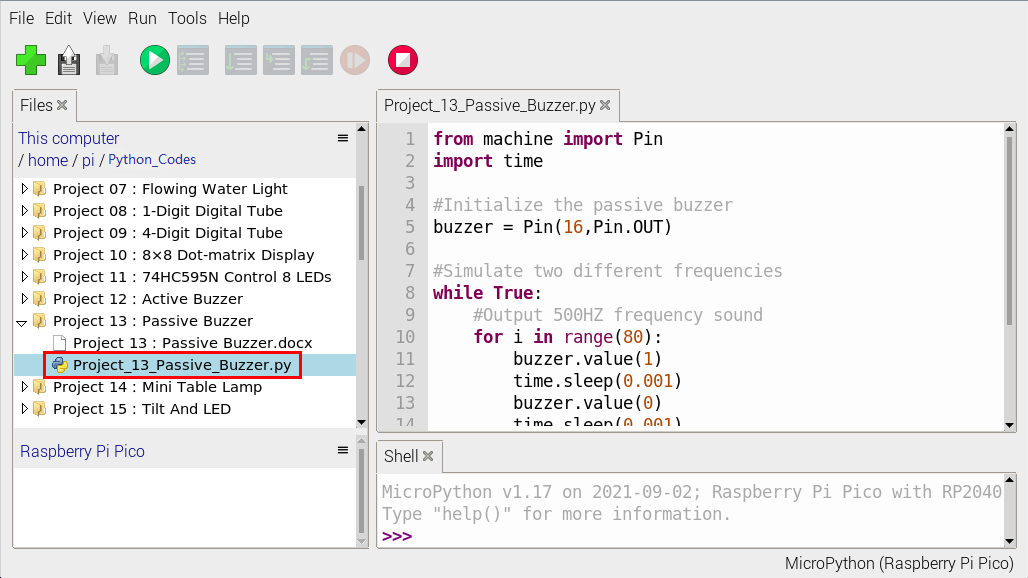 File Edit View Run Tools Help
Files
This computer
/ home / pi / Python_Codes
Project 07 : Flowing Water Light
Project 08 : 1-Digit Digital Tube
Project 09 : 4-Digit Digital Tube
Project 10 : 8×8 Dot-matrix Display
Project 11 : 74HC595N Control 8 LEDs
Project 12 : Active Buzzer
Project 13 : Passive Buzzer
Project 13 : Passive Buzzer.docx
Project_13_Passive_Buzzer.py
Project 14 : Mini Table Lamp
Project 15 : Tilt And LED
Raspberry Pi Pico
Project_13_Passive_Buzzer.py
1 from machine import Pin
2 import time
3
4 #Initialize the passive buzzer
5 buzzer = Pin(16,Pin.OUT)
6
7 #Simulate two different frequencies
8 while True:
9 #Output 500HZ frequency sound
10 for i in range(80):
11 buzzer.value(1)
12 time.sleep(0.001)
13 buzzer.value(0)
14 time.sleep(0.001)
Shell
MicroPython v1.17 on 2021-09-02; Raspberry Pi Pico with RP2040
Type "help()" for more information.
>>>
MicroPython (Raspberry Pi Pico)